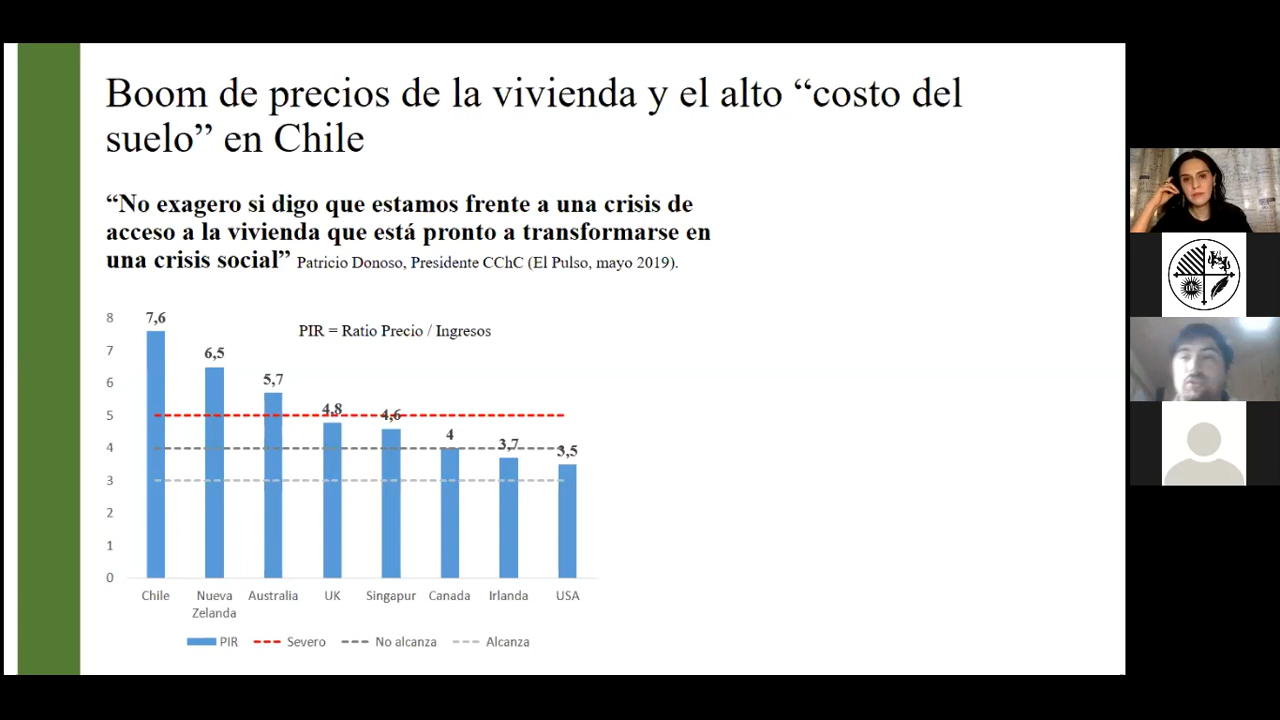 Boom de precios de la vivienda y el alto “costo del
suelo” en Chile
“No exagero si digo que estamos frente a una crisis de
acceso a la vivienda que está pronto a transformarse en
una crisis social” Patricio Donoso, Presidente CChC (El Pulso, mayo 2019).
PIR = Ratio Precio / Ingresos
8
7
6
5
4
3
2
1
0
7,6
6,5
5,7
4,8
4,6
4
3,7
3,5
Chile
Nueva
Zelanda
Australia
UK
Singapur
Canada
Irlanda
USA
PIR
Severo
No alcanza
Alcanza